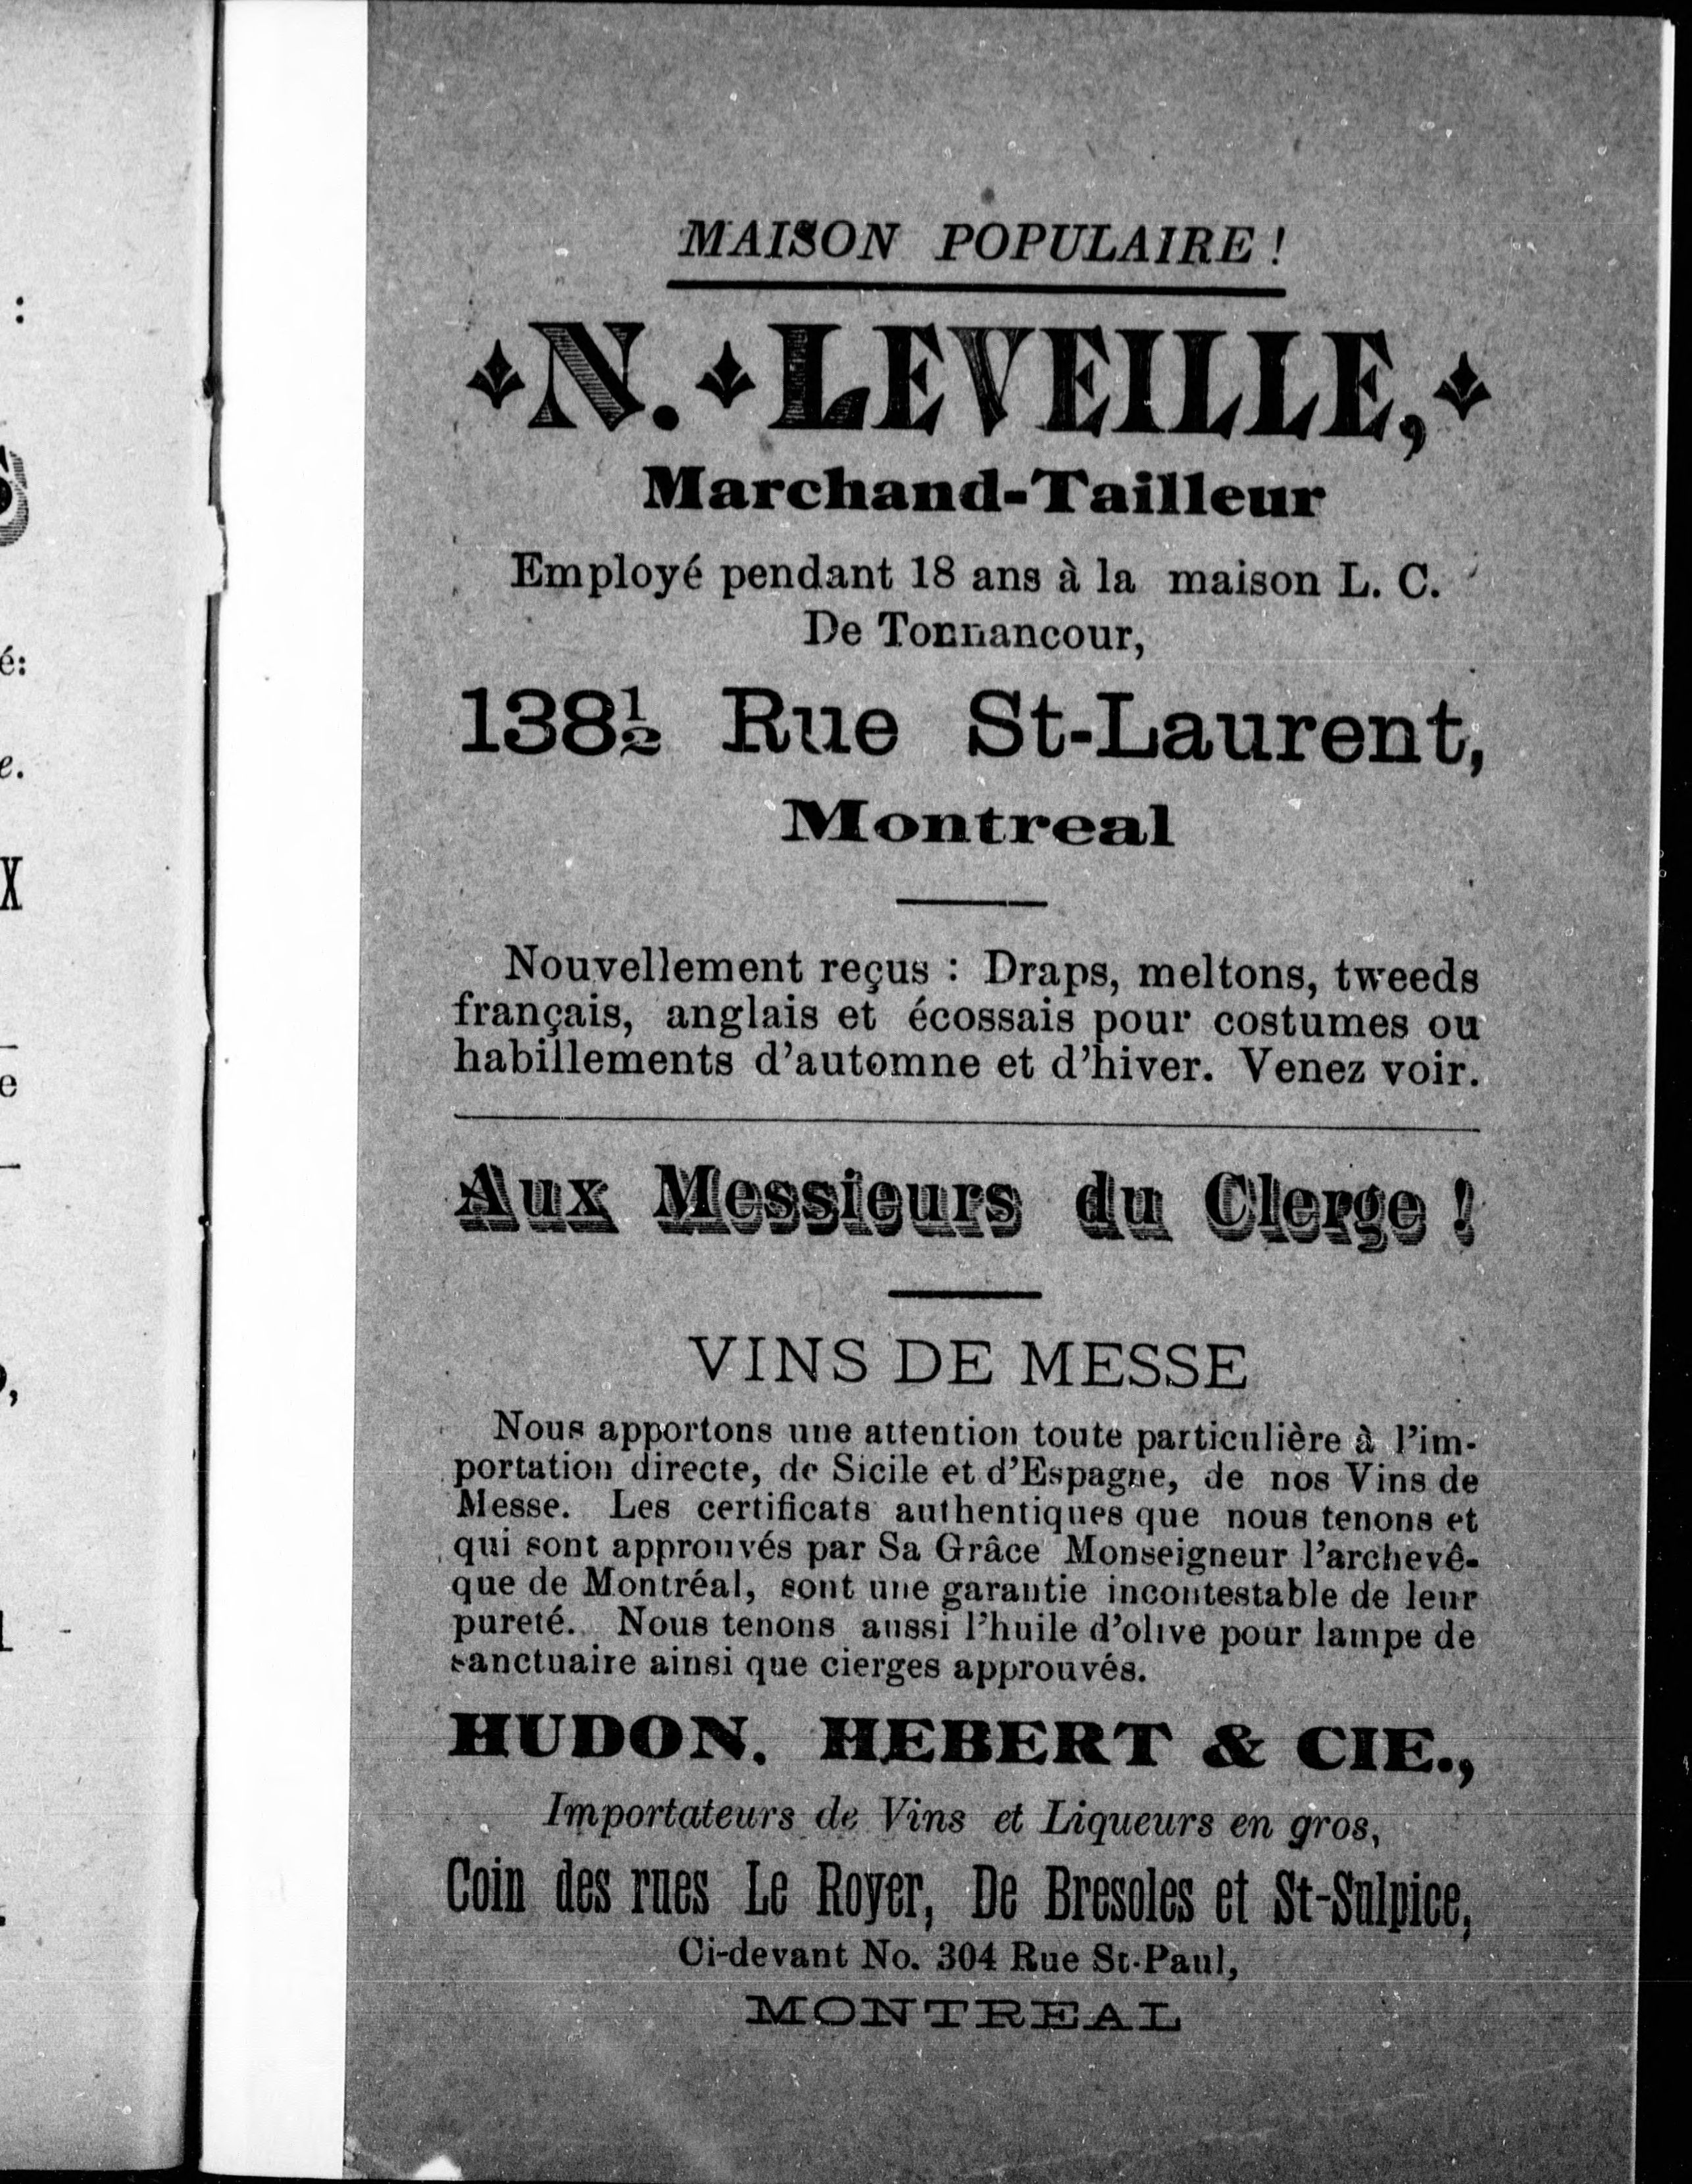 MAISON POPULAIRE !
N. LEVEILLE,
Marchand-Tailleur
Employé pendant 18 ans à la maison L. C.
De Tonnancour,
138½ Rue St-Laurent,
Montreal
Nouvellement reçus : Draps, meltons, tweeds
français, anglais et écossais pour costumes ou
habillements d'automne et d'hiver. Venez voir.
Aux Messieurs du Clerge !
VINS DE MESSE
Nous apportons une attention toute particulière à l'im-
portation directe, de Sicile et d'Espagne, de nos Vins de
Messe. Les certificats authentiques que nous tenons et
qui sont approuvés par Sa Grâce Monseigneur l'archevê-
que de Montréal, sont une garantie incontestable de leur
pureté. Nous tenons aussi l'huile d'olive pour lampe de
sanctuaire ainsi que cierges approuvés.
HUDON, HEBERT & CIE.,
Importateurs de Vins et Liqueurs en gros,
Coin des rues Le Royer, De Bresoles et St-Sulpice,
Ci-devant No. 304 Rue St-Paul,
MONTREAL